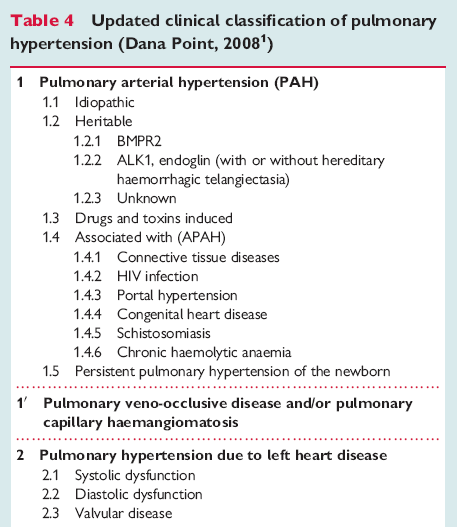 Table 4 Updated clinical classification of pulmonary
hypertension (Dana Point, 2008¹)
1 Pulmonary arterial hypertension (PAH)
1.1 Idiopathic
1.2 Heritable
1.2.1 BMPR2
1.2.2 ALK1, endoglin (with or without hereditary
haemorrhagic telangiectasia)
1.2.3 Unknown
1.3 Drugs and toxins induced
1.4 Associated with (APAH)
1.4.1 Connective tissue diseases
1.4.2 HIV infection
1.4.3 Portal hypertension
1.4.4 Congenital heart disease
1.4.5 Schistosomiasis
1.4.6 Chronic haemolytic anaemia
1.5 Persistent pulmonary hypertension of the newborn
1′ Pulmonary veno-occlusive disease and/or pulmonary
capillary haemangiomatosis
2 Pulmonary hypertension due to left heart disease
2.1 Systolic dysfunction
2.2 Diastolic dysfunction
2.3 Valvular disease